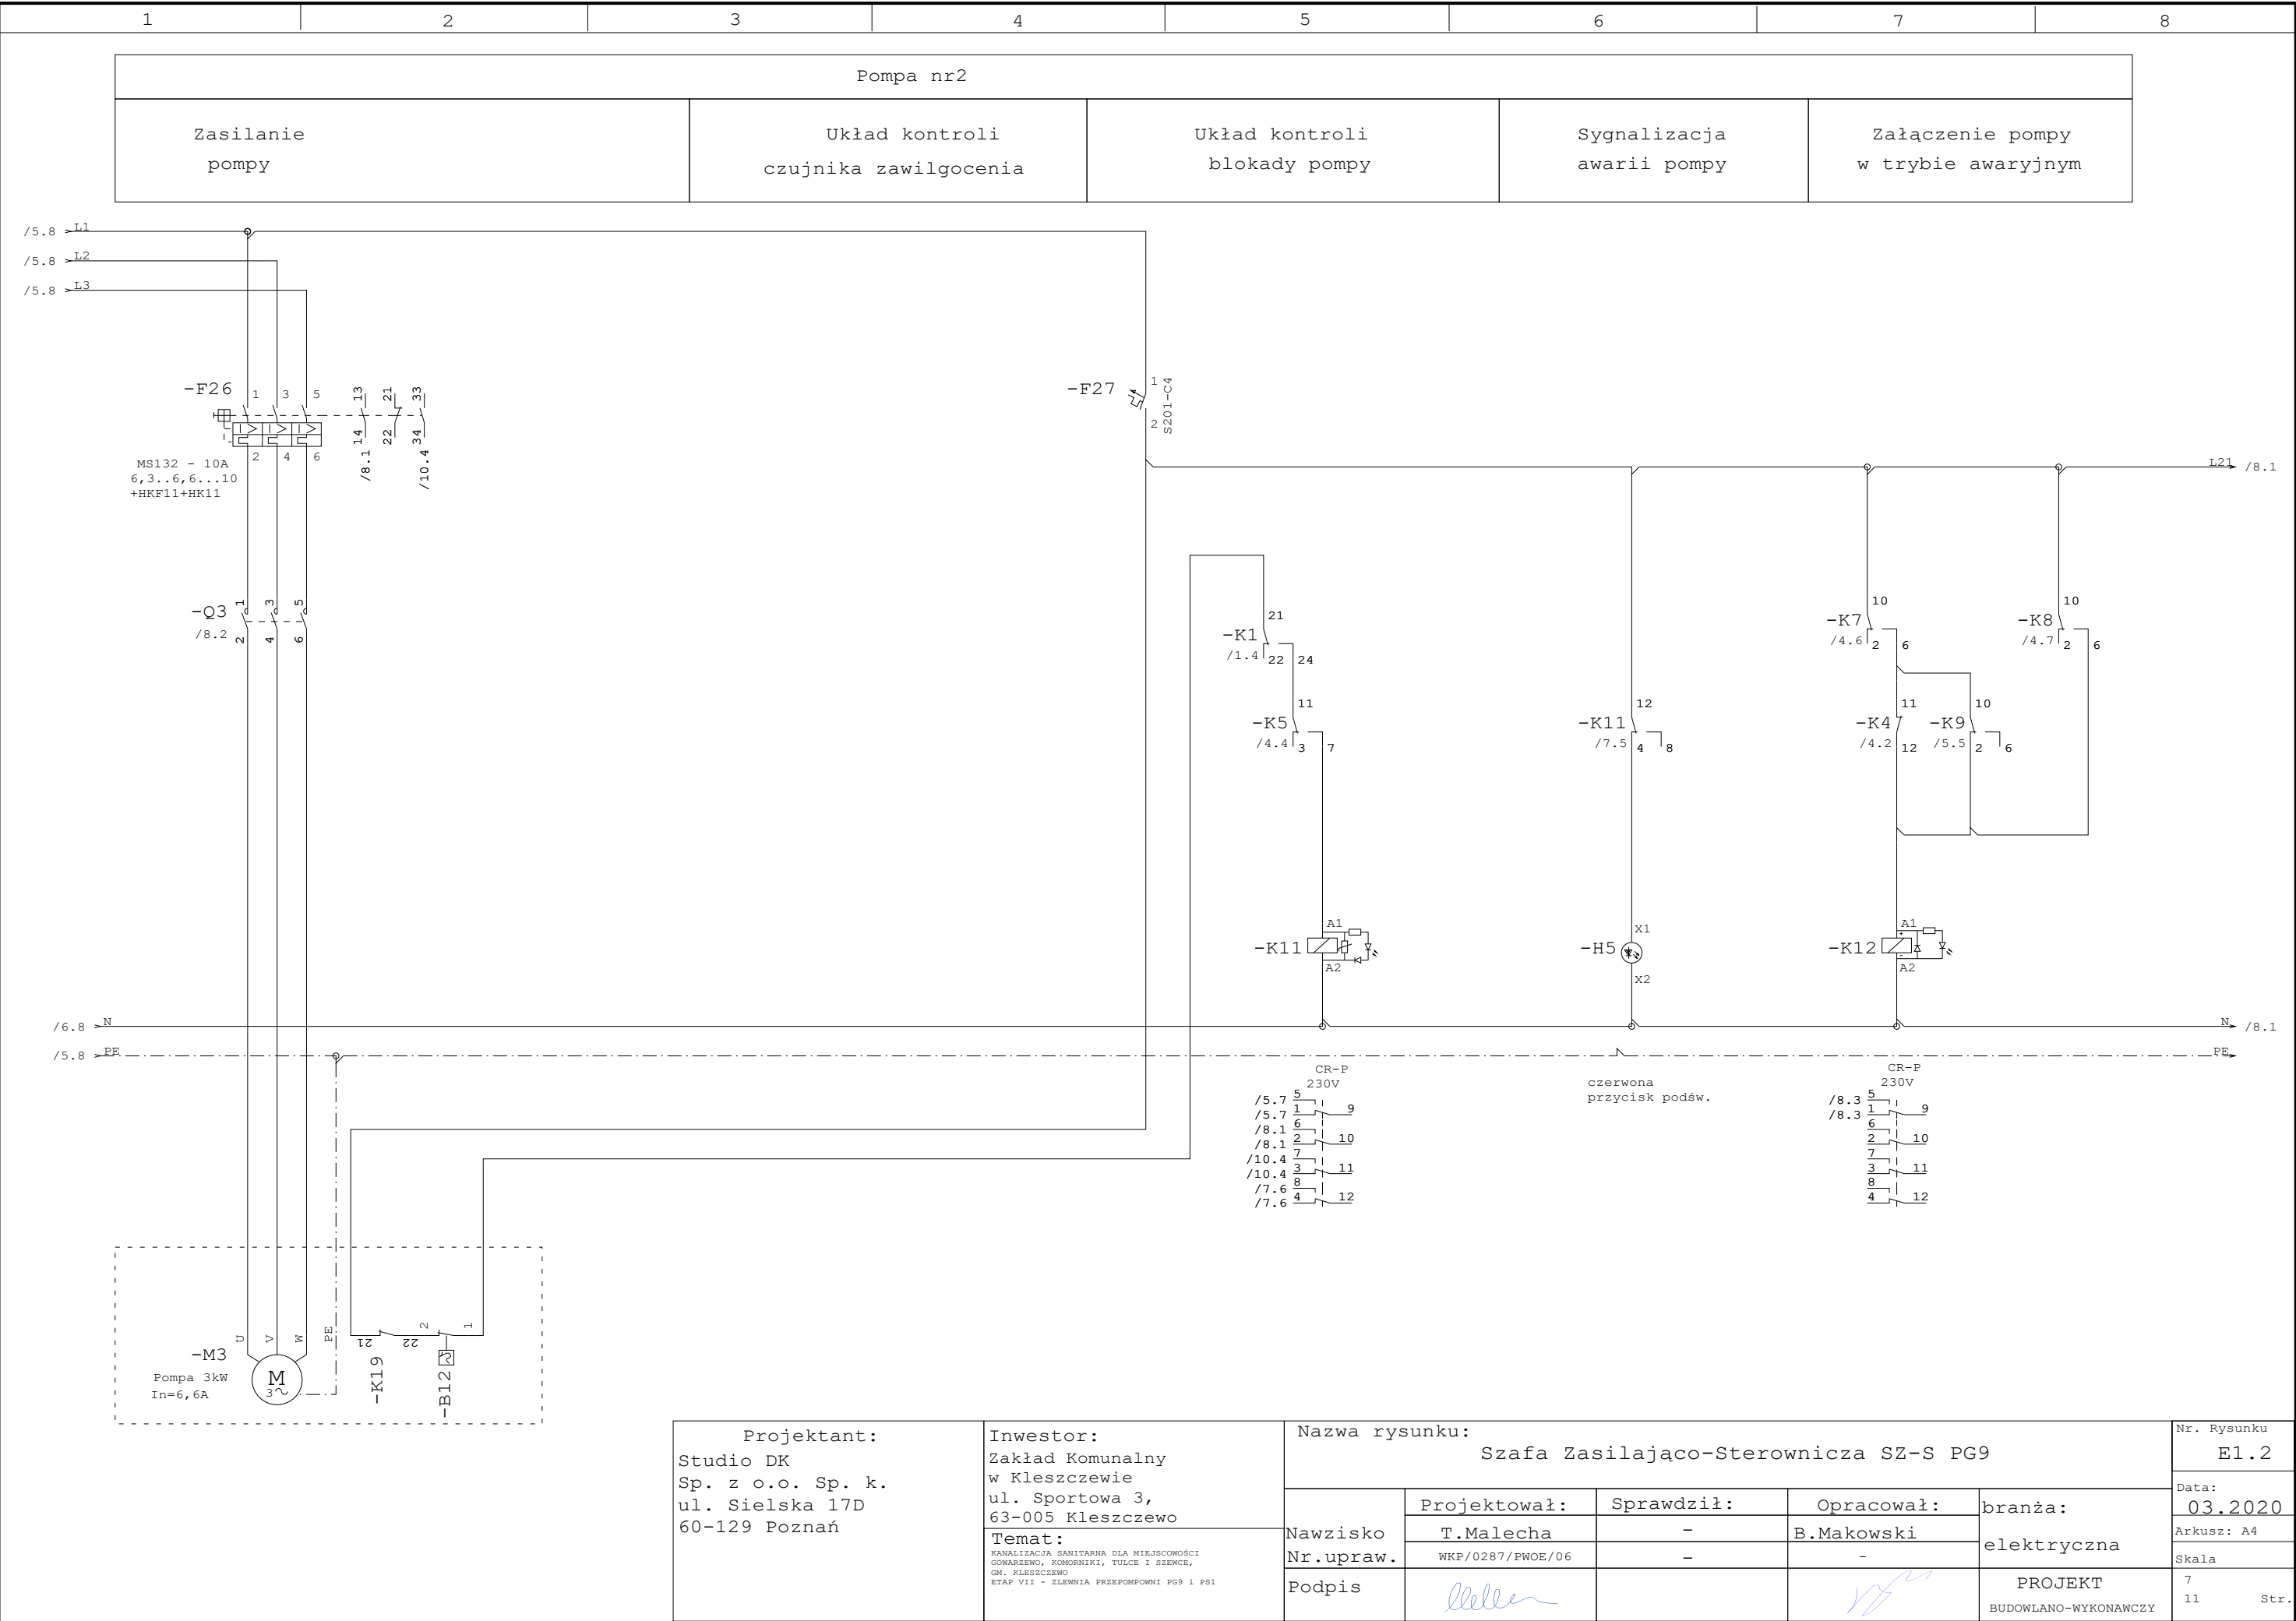 1 2 3 4 5 6 7 8
Pompa nr2
Zasilanie
pompy
Układ kontroli
czujnika zawilgocenia
Układ kontroli
blokady pompy
Sygnalizacja
awarii pompy
Załączenie pompy
w trybie awaryjnym
/5.8 L1
/5.8 L2
/5.8 L3
-F26 1 3 5 13 21 33
2 4 6 14 22 34
/8.1 /10.4
MS132 - 10A
6,3..6,6...10
+HKF11+HK11
-F27 1
2
S201-C4
L21 /8.1
-Q3 1 3 5
/8.2 2 4 6
-K1 21
/1.4 22 24
-K5 11
/4.4 3 7
-K11 12
/7.5 4 8
-K7 10
/4.6 2 6
-K8 10
/4.7 2 6
-K4 11
/4.2 12
-K9 10
/5.5 2 6
-K11 A1
A2
-H5 X1
X2
-K12 A1
+
-
A2
/6.8 N
N /8.1
/5.8 PE
PE
CR-P
230V
/5.7 5
/5.7 1 9
/8.1 6
/8.1 2 10
/10.4 7
/10.4 3 11
/7.6 8
/7.6 4 12
czerwona
przycisk podśw.
CR-P
230V
/8.3 5
/8.3 1 9
6
2 10
7
3 11
8
4 12
U V W PE
-M3
M
3
Pompa 3kW
In=6,6A
21 22 2 1
-K19
-B12
Projektant:
Studio DK
Sp. z o.o. Sp. k.
ul. Sielska 17D
60-129 Poznań
Inwestor:
Zakład Komunalny
w Kleszczewie
ul. Sportowa 3,
63-005 Kleszczewo
Temat:
KANALIZACJA SANITARNA DLA MIEJSCOWOŚCI
GOWARZEWO, KOMORNIKI, TULCE I SZEWCE,
GM. KLESZCZEWO
ETAP VII - ZLEWNIA PRZEPOMPOWNI PG9 i PS1
Nazwa rysunku:
Szafa Zasilająco-Sterownicza SZ-S PG9
Projektował: Sprawdził: Opracował:
Nawzisko T.Malecha - B.Makowski
Nr.upraw. WKP/0287/PWOE/06 - -
Podpis
branża:
elektryczna
PROJEKT
BUDOWLANO-WYKONAWCZY
Nr. Rysunku
E1.2
Data:
03.2020
Arkusz: A4
Skala
7
11 Str.